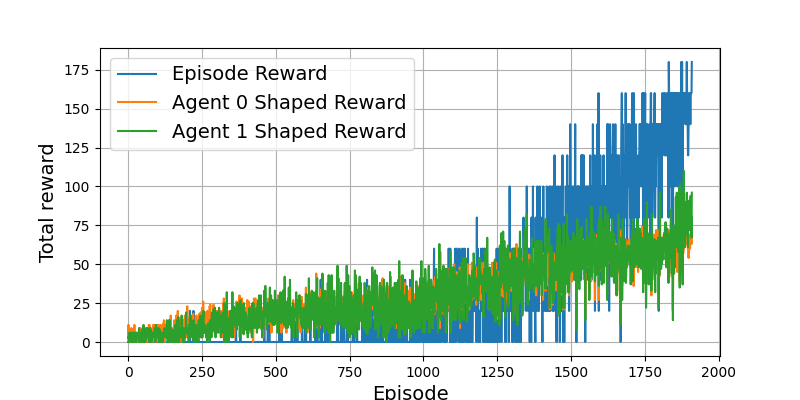 Episode Reward
Agent 0 Shaped Reward
Agent 1 Shaped Reward
Total reward
175
150
125
100
75
50
25
0
0 250 500 750 1000 1250 1500 1750 2000
Episode